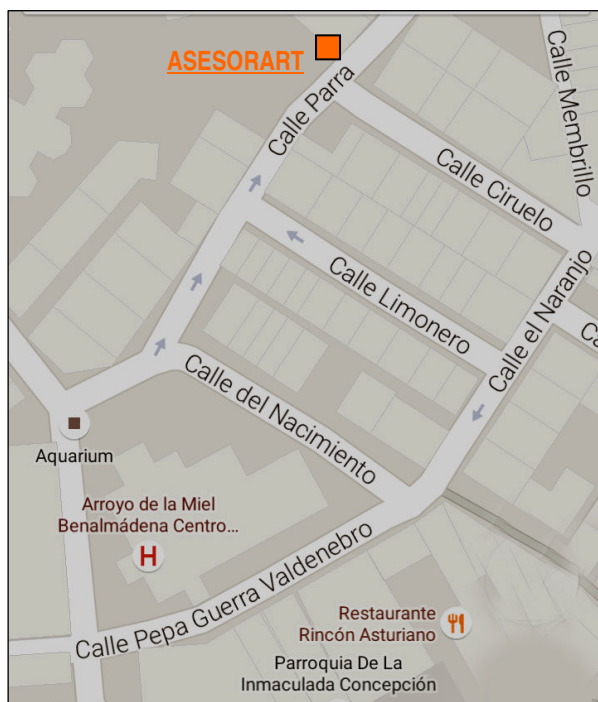 ASESORART
Calle Parra
Calle Membrillo
Calle Ciruelo
Calle Limonero
Calle el Naranjo
Ca
Calle del Nacimiento
Aquarium
Arroyo de la Miel
Benalmádena Centro...
H
Calle Pepa Guerra Valdenebro
Restaurante
Rincón Asturiano
Parroquia De La
Inmaculada Concepción